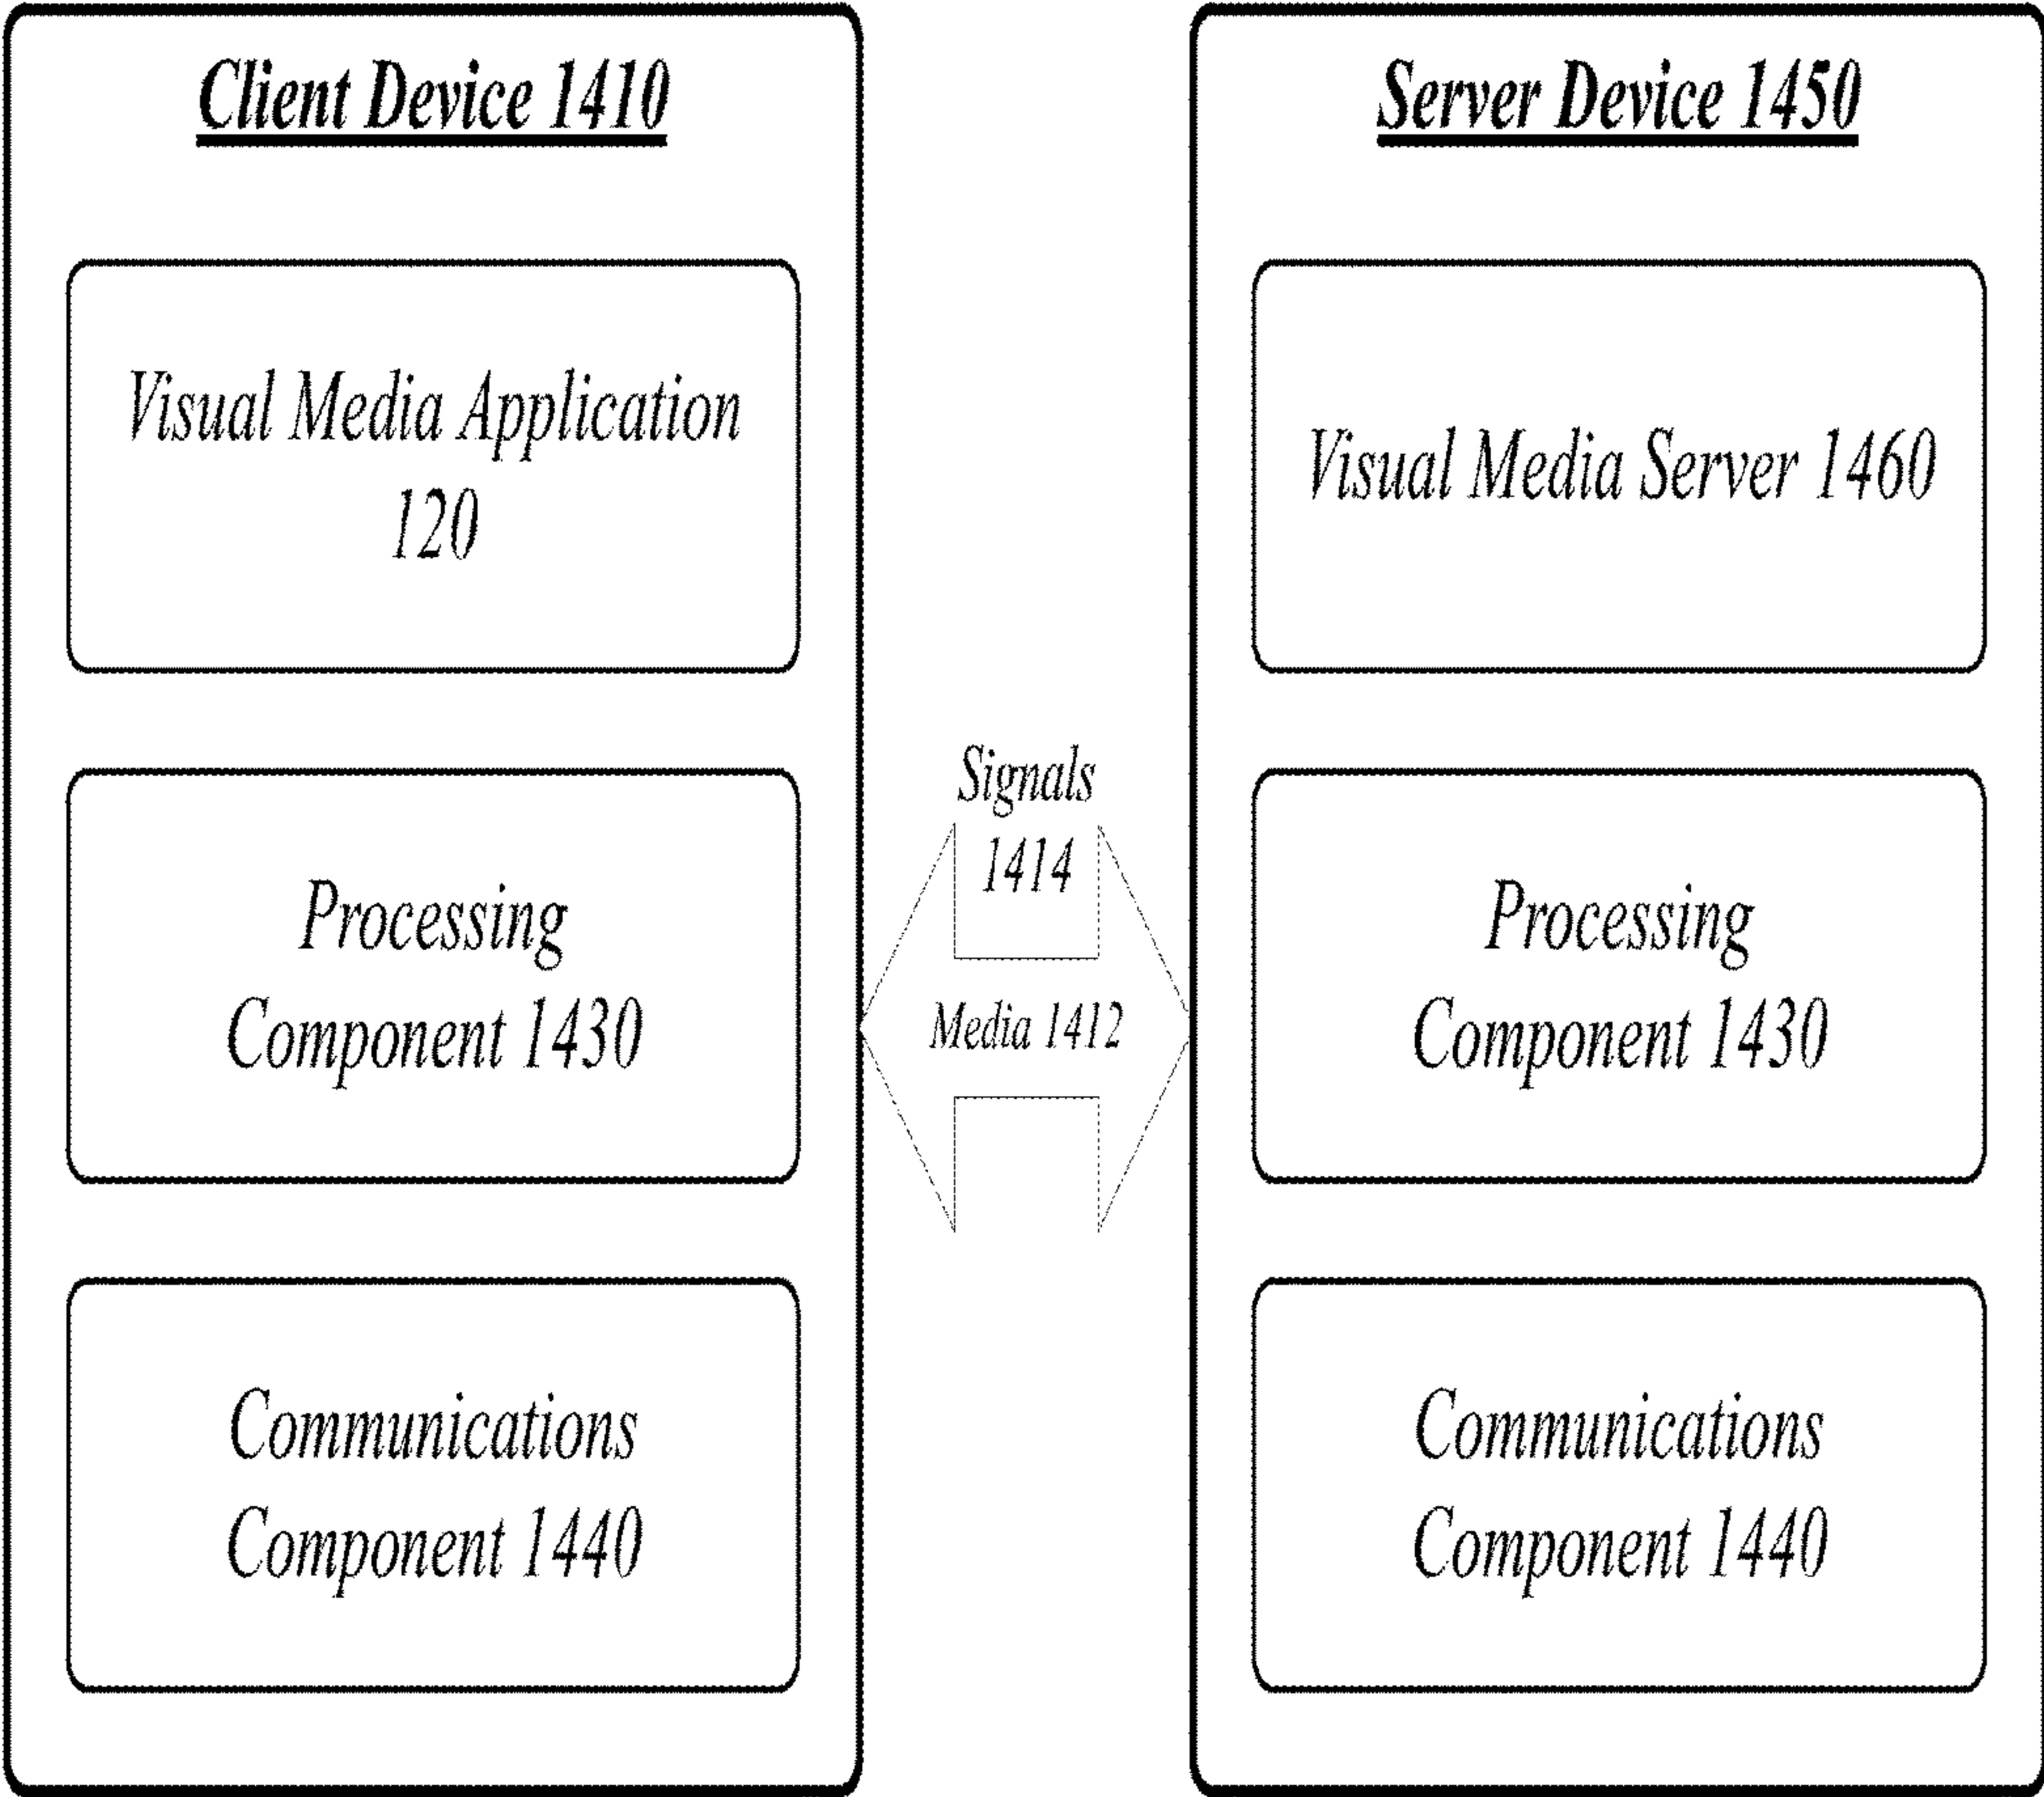 Client Device 1410
Visual Media Application
120
Processing
Component 1430
Communications
Component 1440
Signals
1414
Media 1412
Server Device 1450
Visual Media Server 1460
Processing
Component 1430
Communications
Component 1440